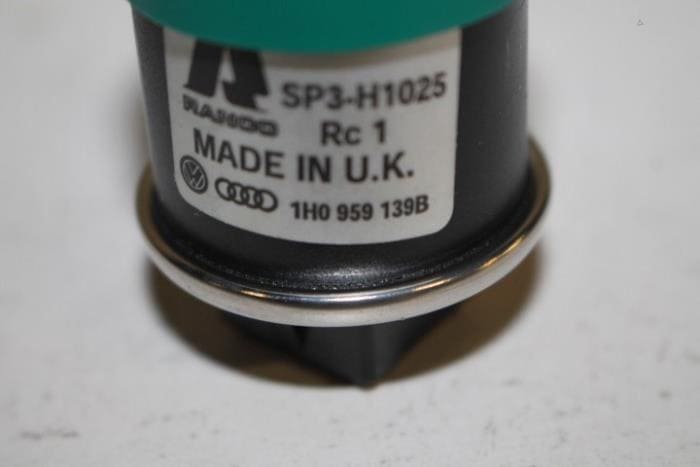 RANCO
SP3-H1025
Rc 1
MADE IN U.K.
1H0 959 139B